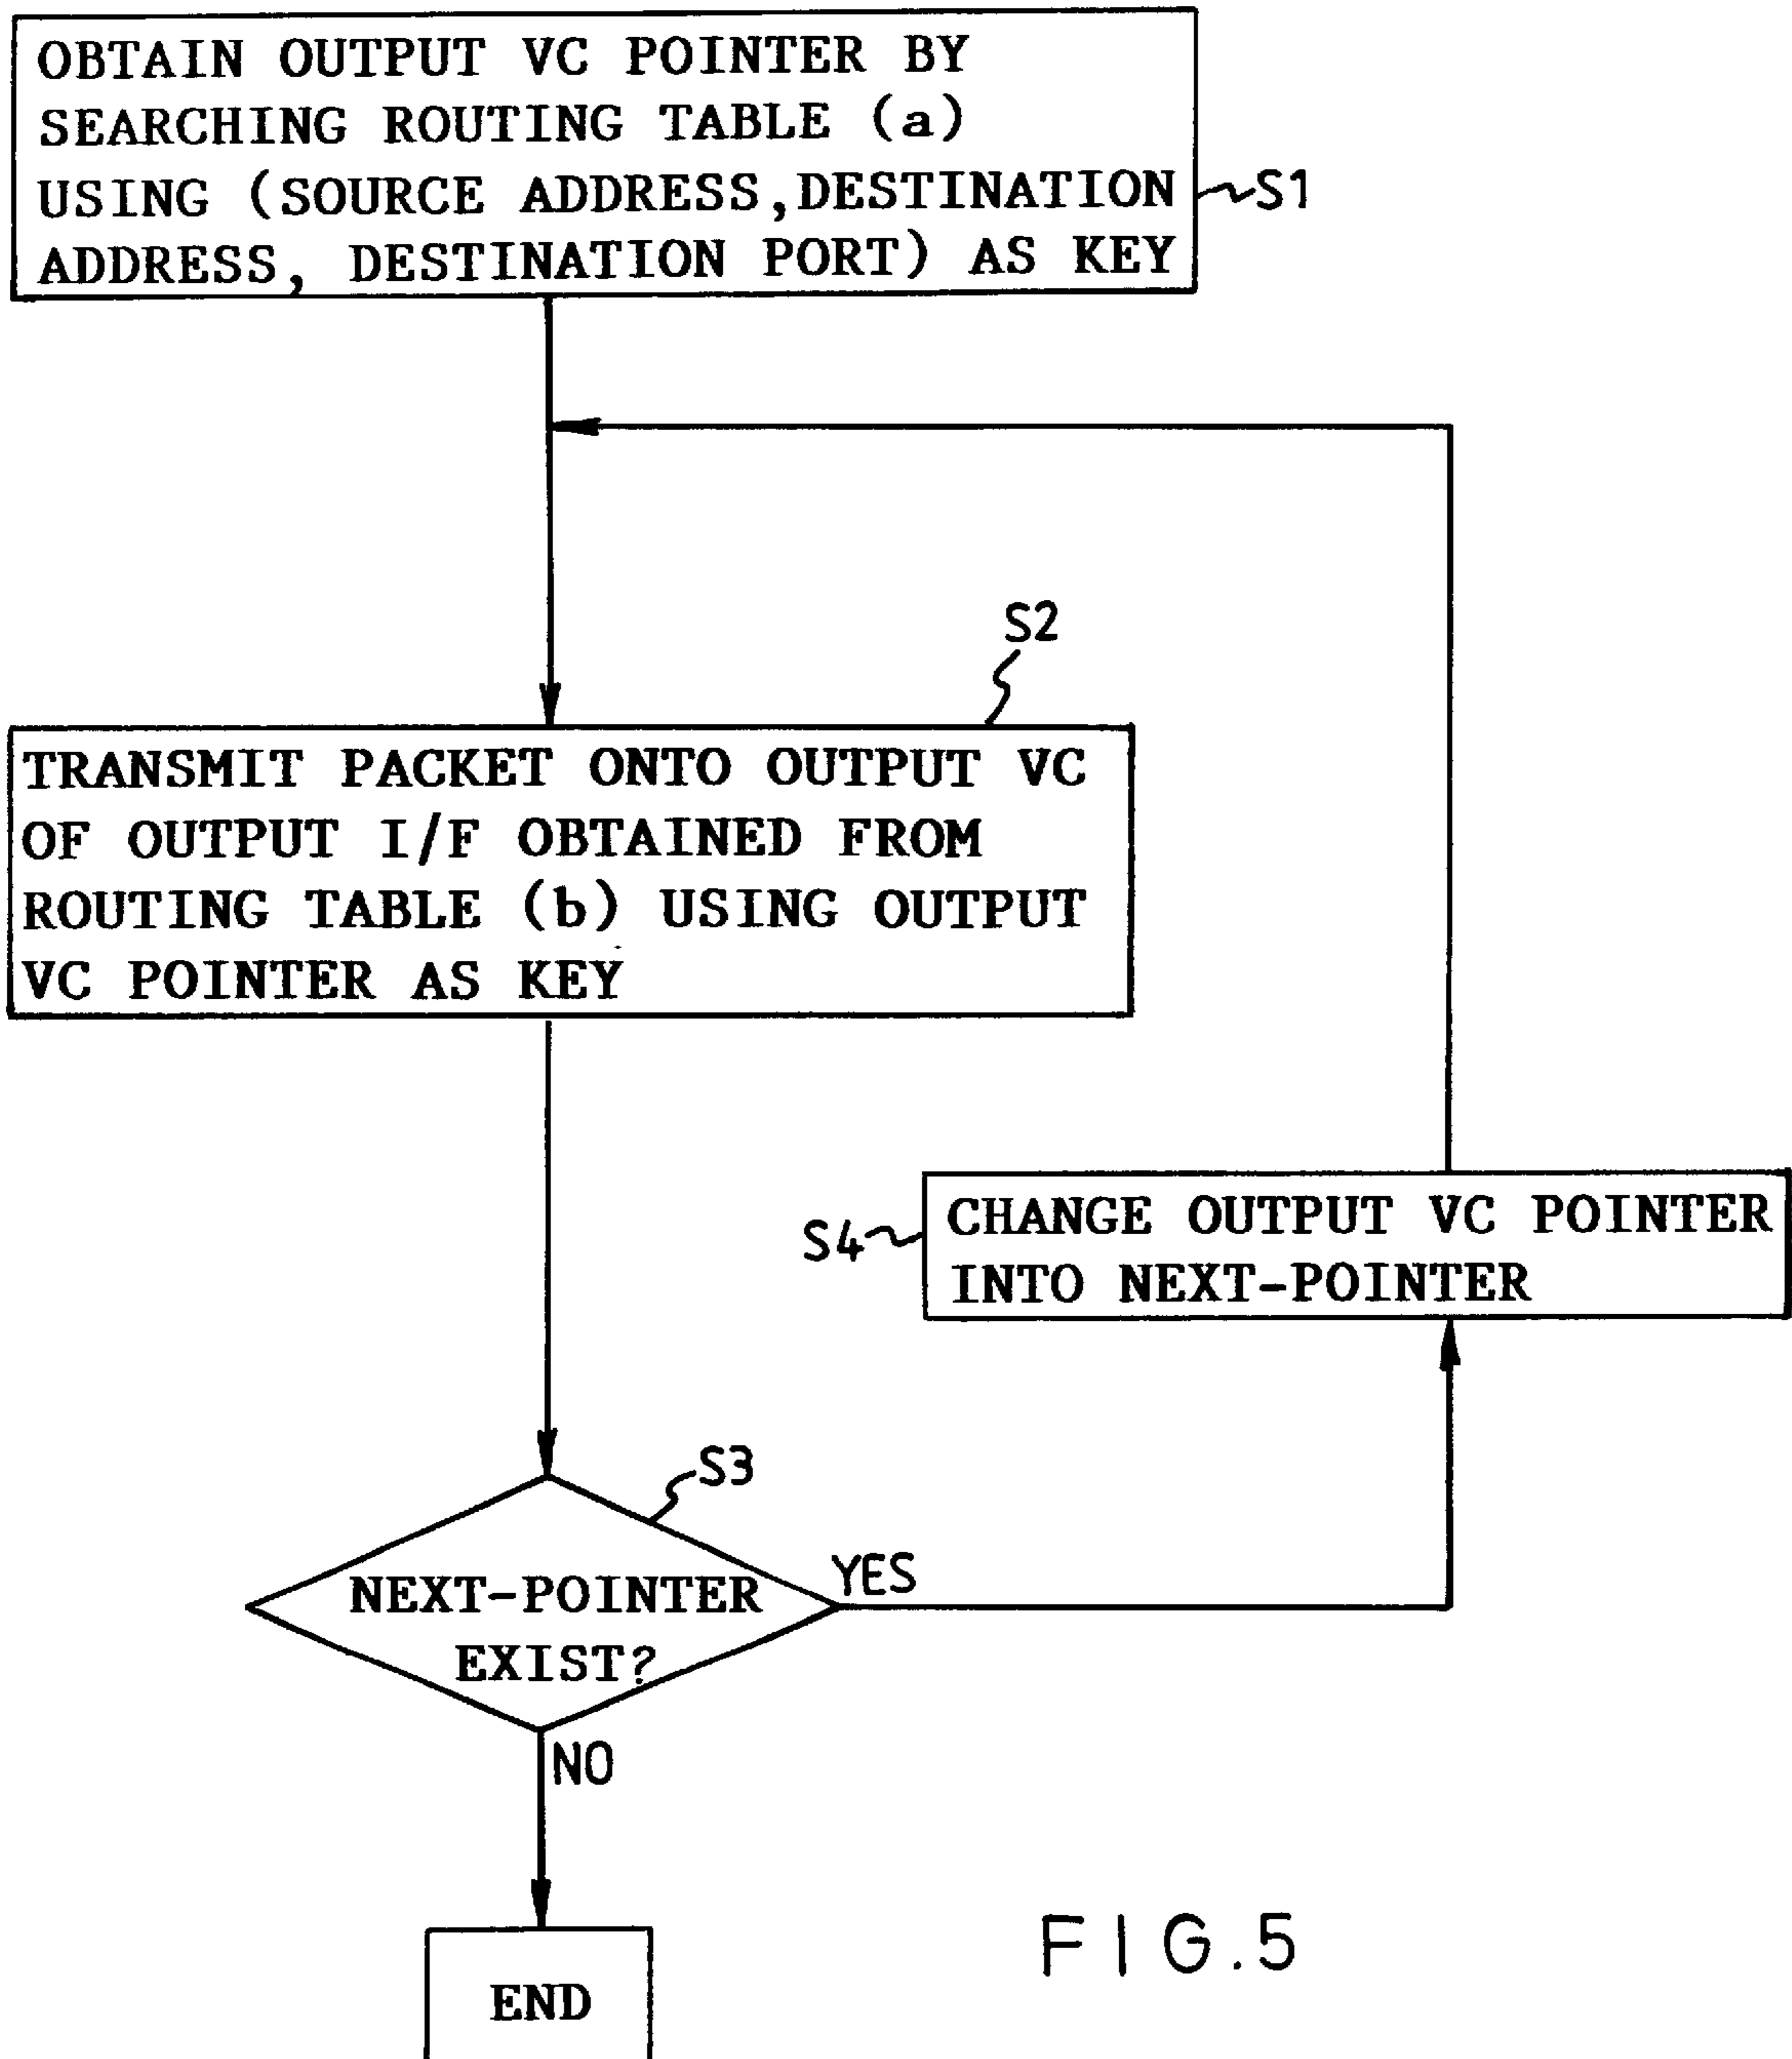 OBTAIN OUTPUT VC POINTER BY
SEARCHING ROUTING TABLE (a)
USING (SOURCE ADDRESS,DESTINATION
ADDRESS, DESTINATION PORT) AS KEY
S1
S2
TRANSMIT PACKET ONTO OUTPUT VC
OF OUTPUT I/F OBTAINED FROM
ROUTING TABLE (b) USING OUTPUT
VC POINTER AS KEY
S4
CHANGE OUTPUT VC POINTER
INTO NEXT-POINTER
S3
NEXT-POINTER
EXIST?
YES
NO
END
FIG.5